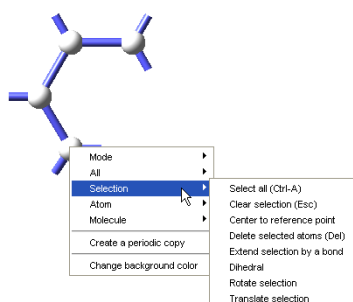 Mode
All
Selection
Atom
Molecule
Create a periodic copy
Change background color
Select all (Ctrl-A)
Clear selection (Esc)
Center to reference point
Delete selected atoms (Del)
Extend selection by a bond
Dihedral
Rotate selection
Translate selection